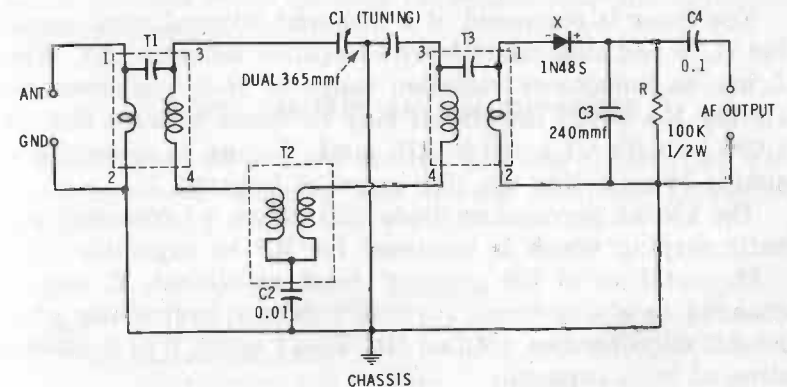 C1 (TUNING)
DUAL 365mmf
T1
1
3
ANT
GND
2
4
T2
C2
0.01
CHASSIS
3
T3
1
4
2
X
+
1N48S
C3
240mmf
R
100K
1/2W
C4
0.1
AF OUTPUT